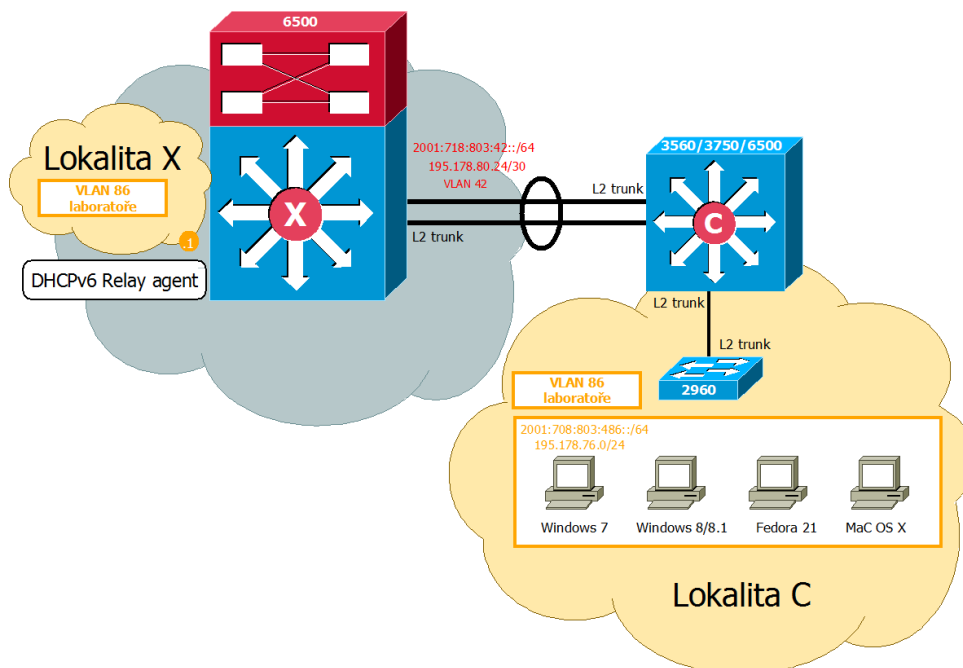 6500
Lokalita X
VLAN 86
laboratoře
.1
DHCPv6 Relay agent
X
2001:718:803:42::/64
195.178.80.24/30
VLAN 42
L2 trunk
L2 trunk
3560/3750/6500
C
L2 trunk
L2 trunk
2960
VLAN 86
laboratoře
2001:708:803:486::/64
195.178.76.0/24
Windows 7
Windows 8/8.1
Fedora 21
MaC OS X
Lokalita C